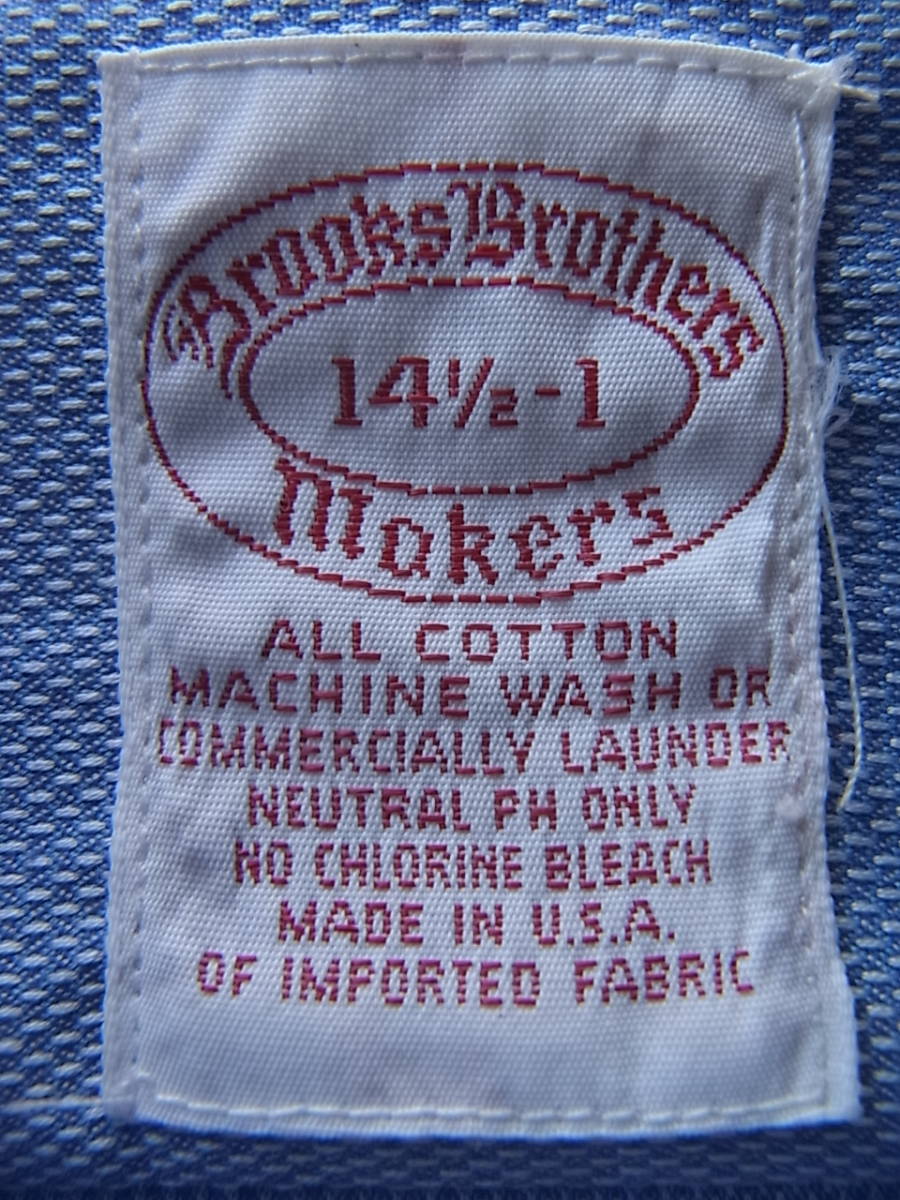 Brooks Brothers
14½-1
Makers
ALL COTTON
MACHINE WASH OR
COMMERCIALLY LAUNDER
NEUTRAL PH ONLY
NO CHLORINE BLEACH
MADE IN U.S.A.
OF IMPORTED FABRIC